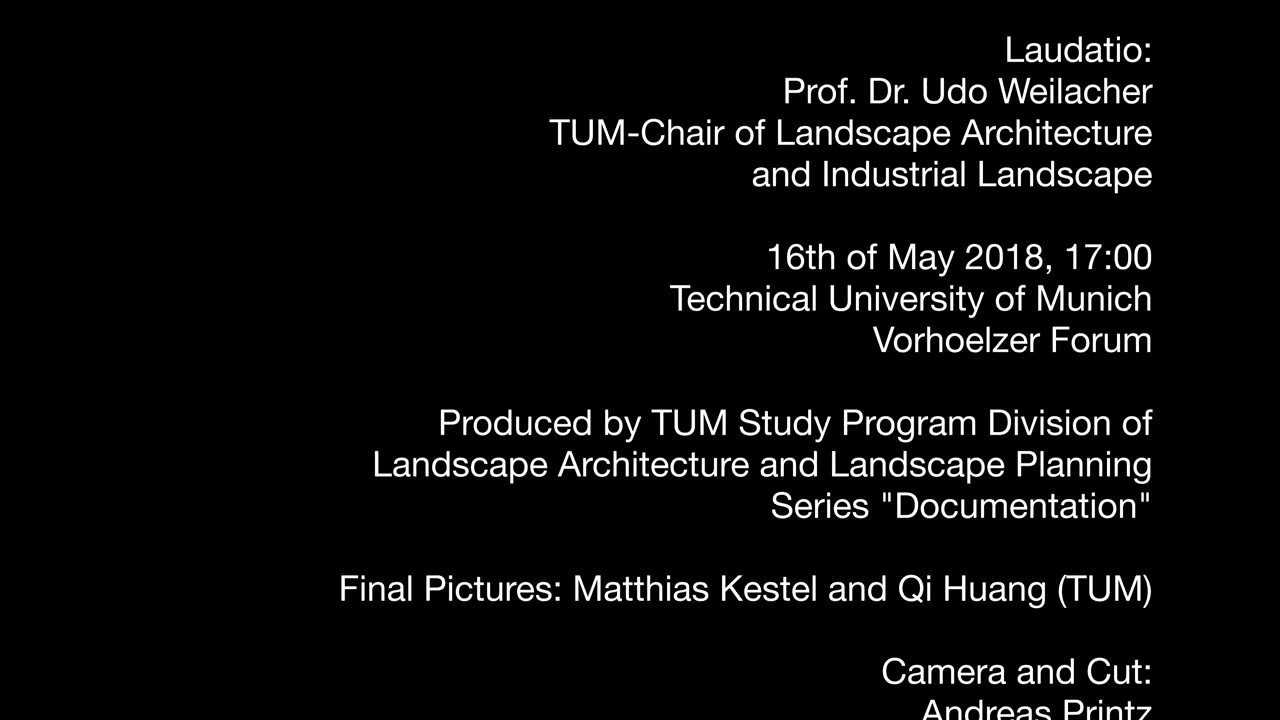 Laudatio:
Prof. Dr. Udo Weilacher
TUM-Chair of Landscape Architecture
and Industrial Landscape
16th of May 2018, 17:00
Technical University of Munich
Vorhoelzer Forum
Produced by TUM Study Program Division of
Landscape Architecture and Landscape Planning
Series "Documentation"
Final Pictures: Matthias Kestel and Qi Huang (TUM)
Camera and Cut:
Andreas Printz